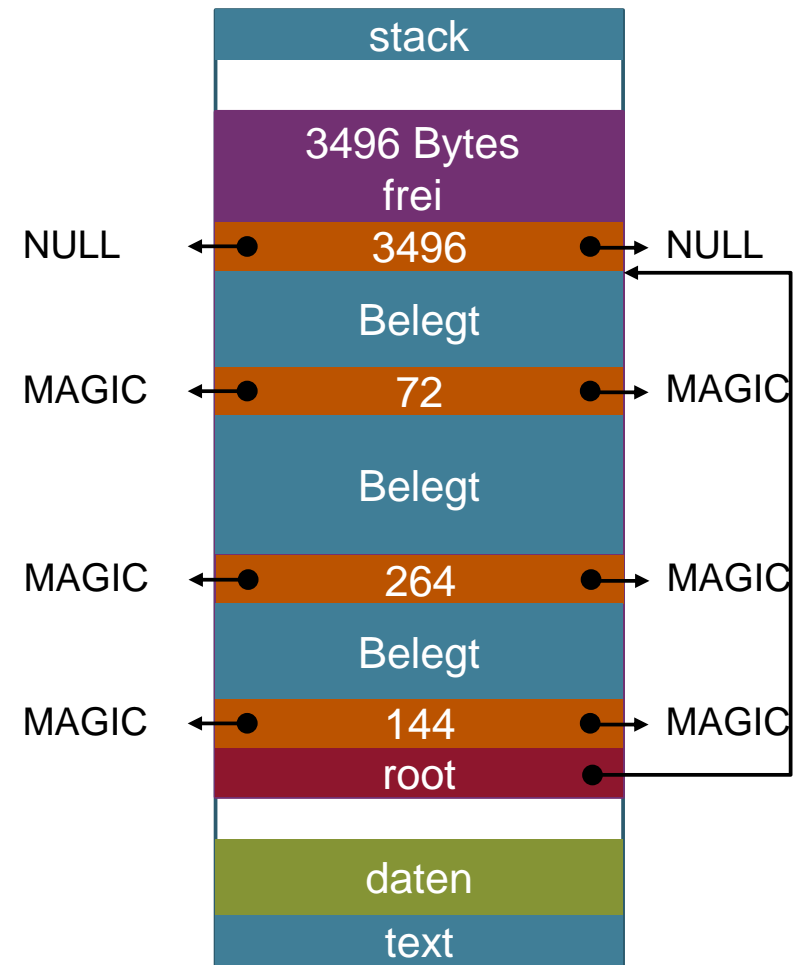 stack
3496 Bytes
frei
NULL 3496 NULL
Belegt
MAGIC 72 MAGIC
Belegt
MAGIC 264 MAGIC
Belegt
MAGIC 144 MAGIC
root
daten
text